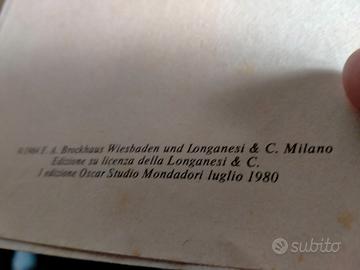 ©1964 F. A. Brockhaus Wiesbaden und Longanesi & C. Milano
Edizione su licenza della Longanesi & C.
I edizione Oscar Studio Mondadori luglio 1980
subito